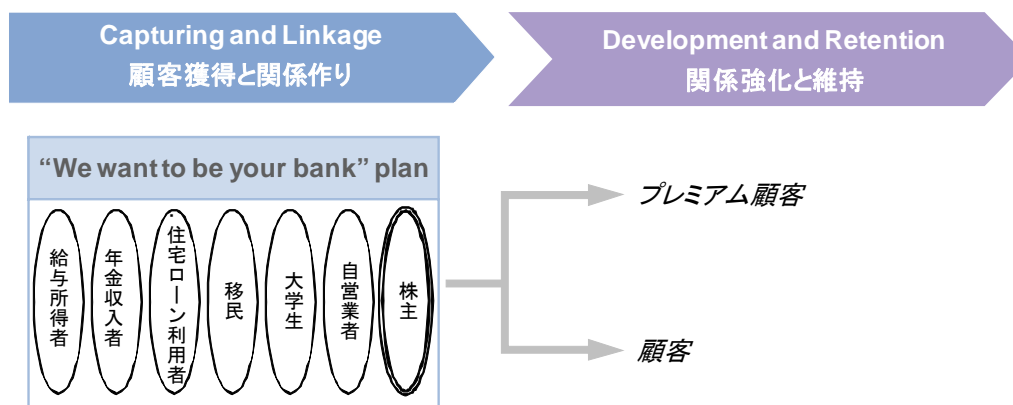 Capturing and Linkage
顧客獲得と関係作り
Development and Retention
関係強化と維持
“We want to be your bank” plan
給与所得者
年金収入者
・住宅ローン利用者
移民
大学生
自営業者
株主
プレミアム顧客
顧客